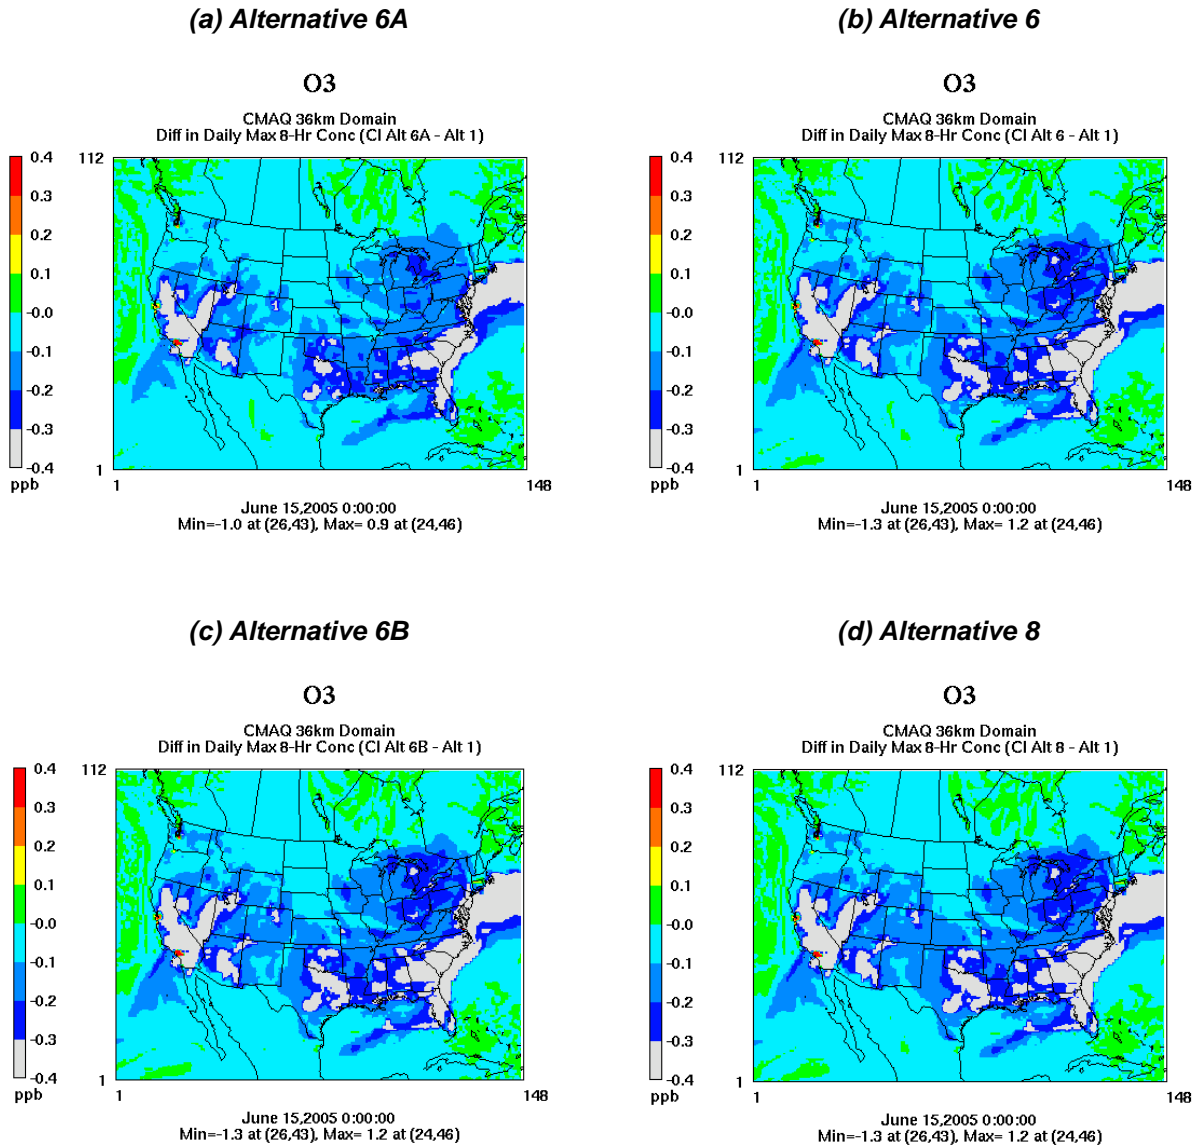 (a) Alternative 6A
O3
CMAQ 36km Domain
Diff in Daily Max 8-Hr Conc (CI Alt 6A - Alt 1)
0.4
0.3
0.2
0.1
-0.0
-0.1
-0.2
-0.3
-0.4
ppb
112
1
1
148
June 15,2005 0:00:00
Min=-1.0 at (26,43), Max= 0.9 at (24,46)
(b) Alternative 6
O3
CMAQ 36km Domain
Diff in Daily Max 8-Hr Conc (CI Alt 6 - Alt 1)
0.4
0.3
0.2
0.1
-0.0
-0.1
-0.2
-0.3
-0.4
ppb
112
1
1
148
June 15,2005 0:00:00
Min=-1.3 at (26,43), Max= 1.2 at (24,46)
(c) Alternative 6B
O3
CMAQ 36km Domain
Diff in Daily Max 8-Hr Conc (CI Alt 6B - Alt 1)
0.4
0.3
0.2
0.1
-0.0
-0.1
-0.2
-0.3
-0.4
ppb
112
1
1
148
June 15,2005 0:00:00
Min=-1.3 at (26,43), Max= 1.2 at (24,46)
(d) Alternative 8
O3
CMAQ 36km Domain
Diff in Daily Max 8-Hr Conc (CI Alt 8 - Alt 1)
0.4
0.3
0.2
0.1
-0.0
-0.1
-0.2
-0.3
-0.4
ppb
112
1
1
148
June 15,2005 0:00:00
Min=-1.3 at (26,43), Max= 1.2 at (24,46)